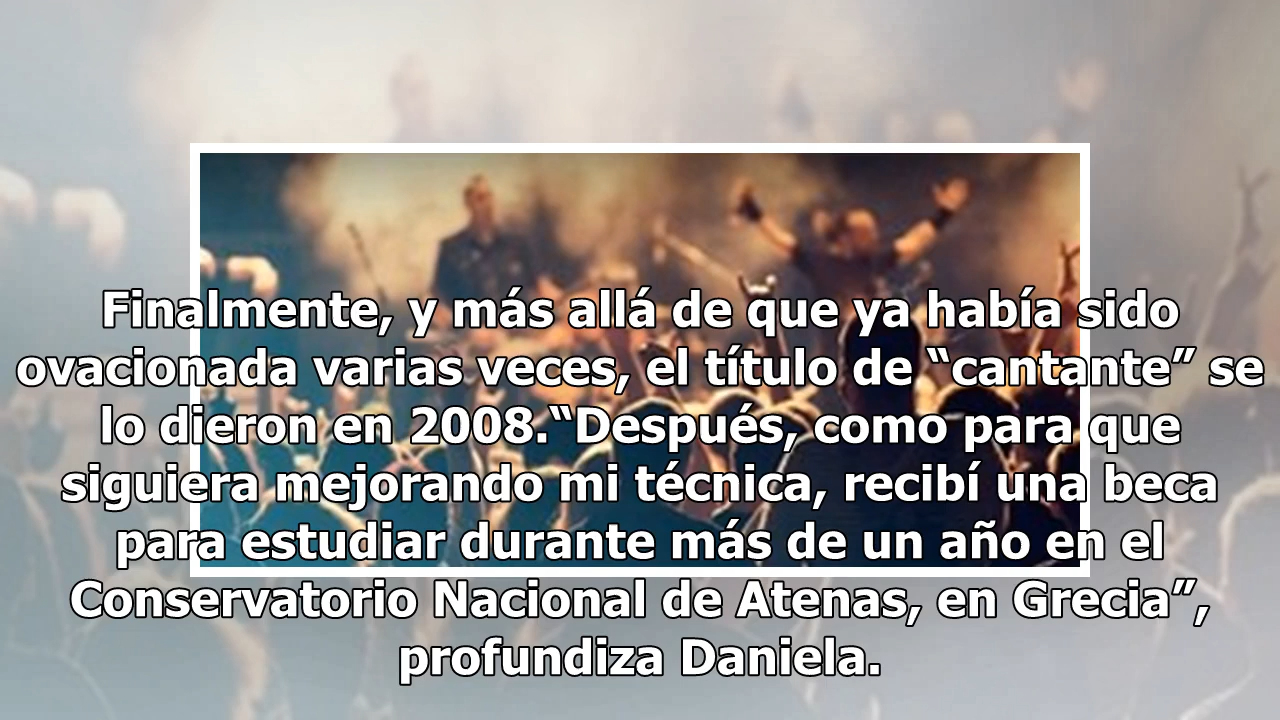 Finalmente, y más allá de que ya había sido
ovacionada varias veces, el título de “cantante” se
lo dieron en 2008.“Después, como para que
siguiera mejorando mi técnica, recibí una beca
para estudiar durante más de un año en el
Conservatorio Nacional de Atenas, en Grecia”,
profundiza Daniela.